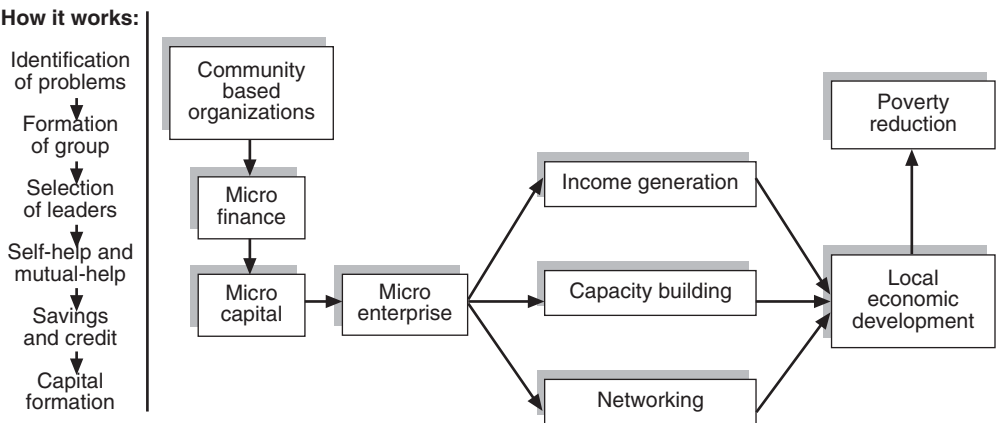 How it works:
Identification
of problems
Formation
of group
Selection
of leaders
Self-help and
mutual-help
Savings
and credit
Capital
formation
Community
based
organizations
Micro
finance
Micro
capital
Micro
enterprise
Income generation
Capacity building
Networking
Poverty
reduction
Local
economic
development